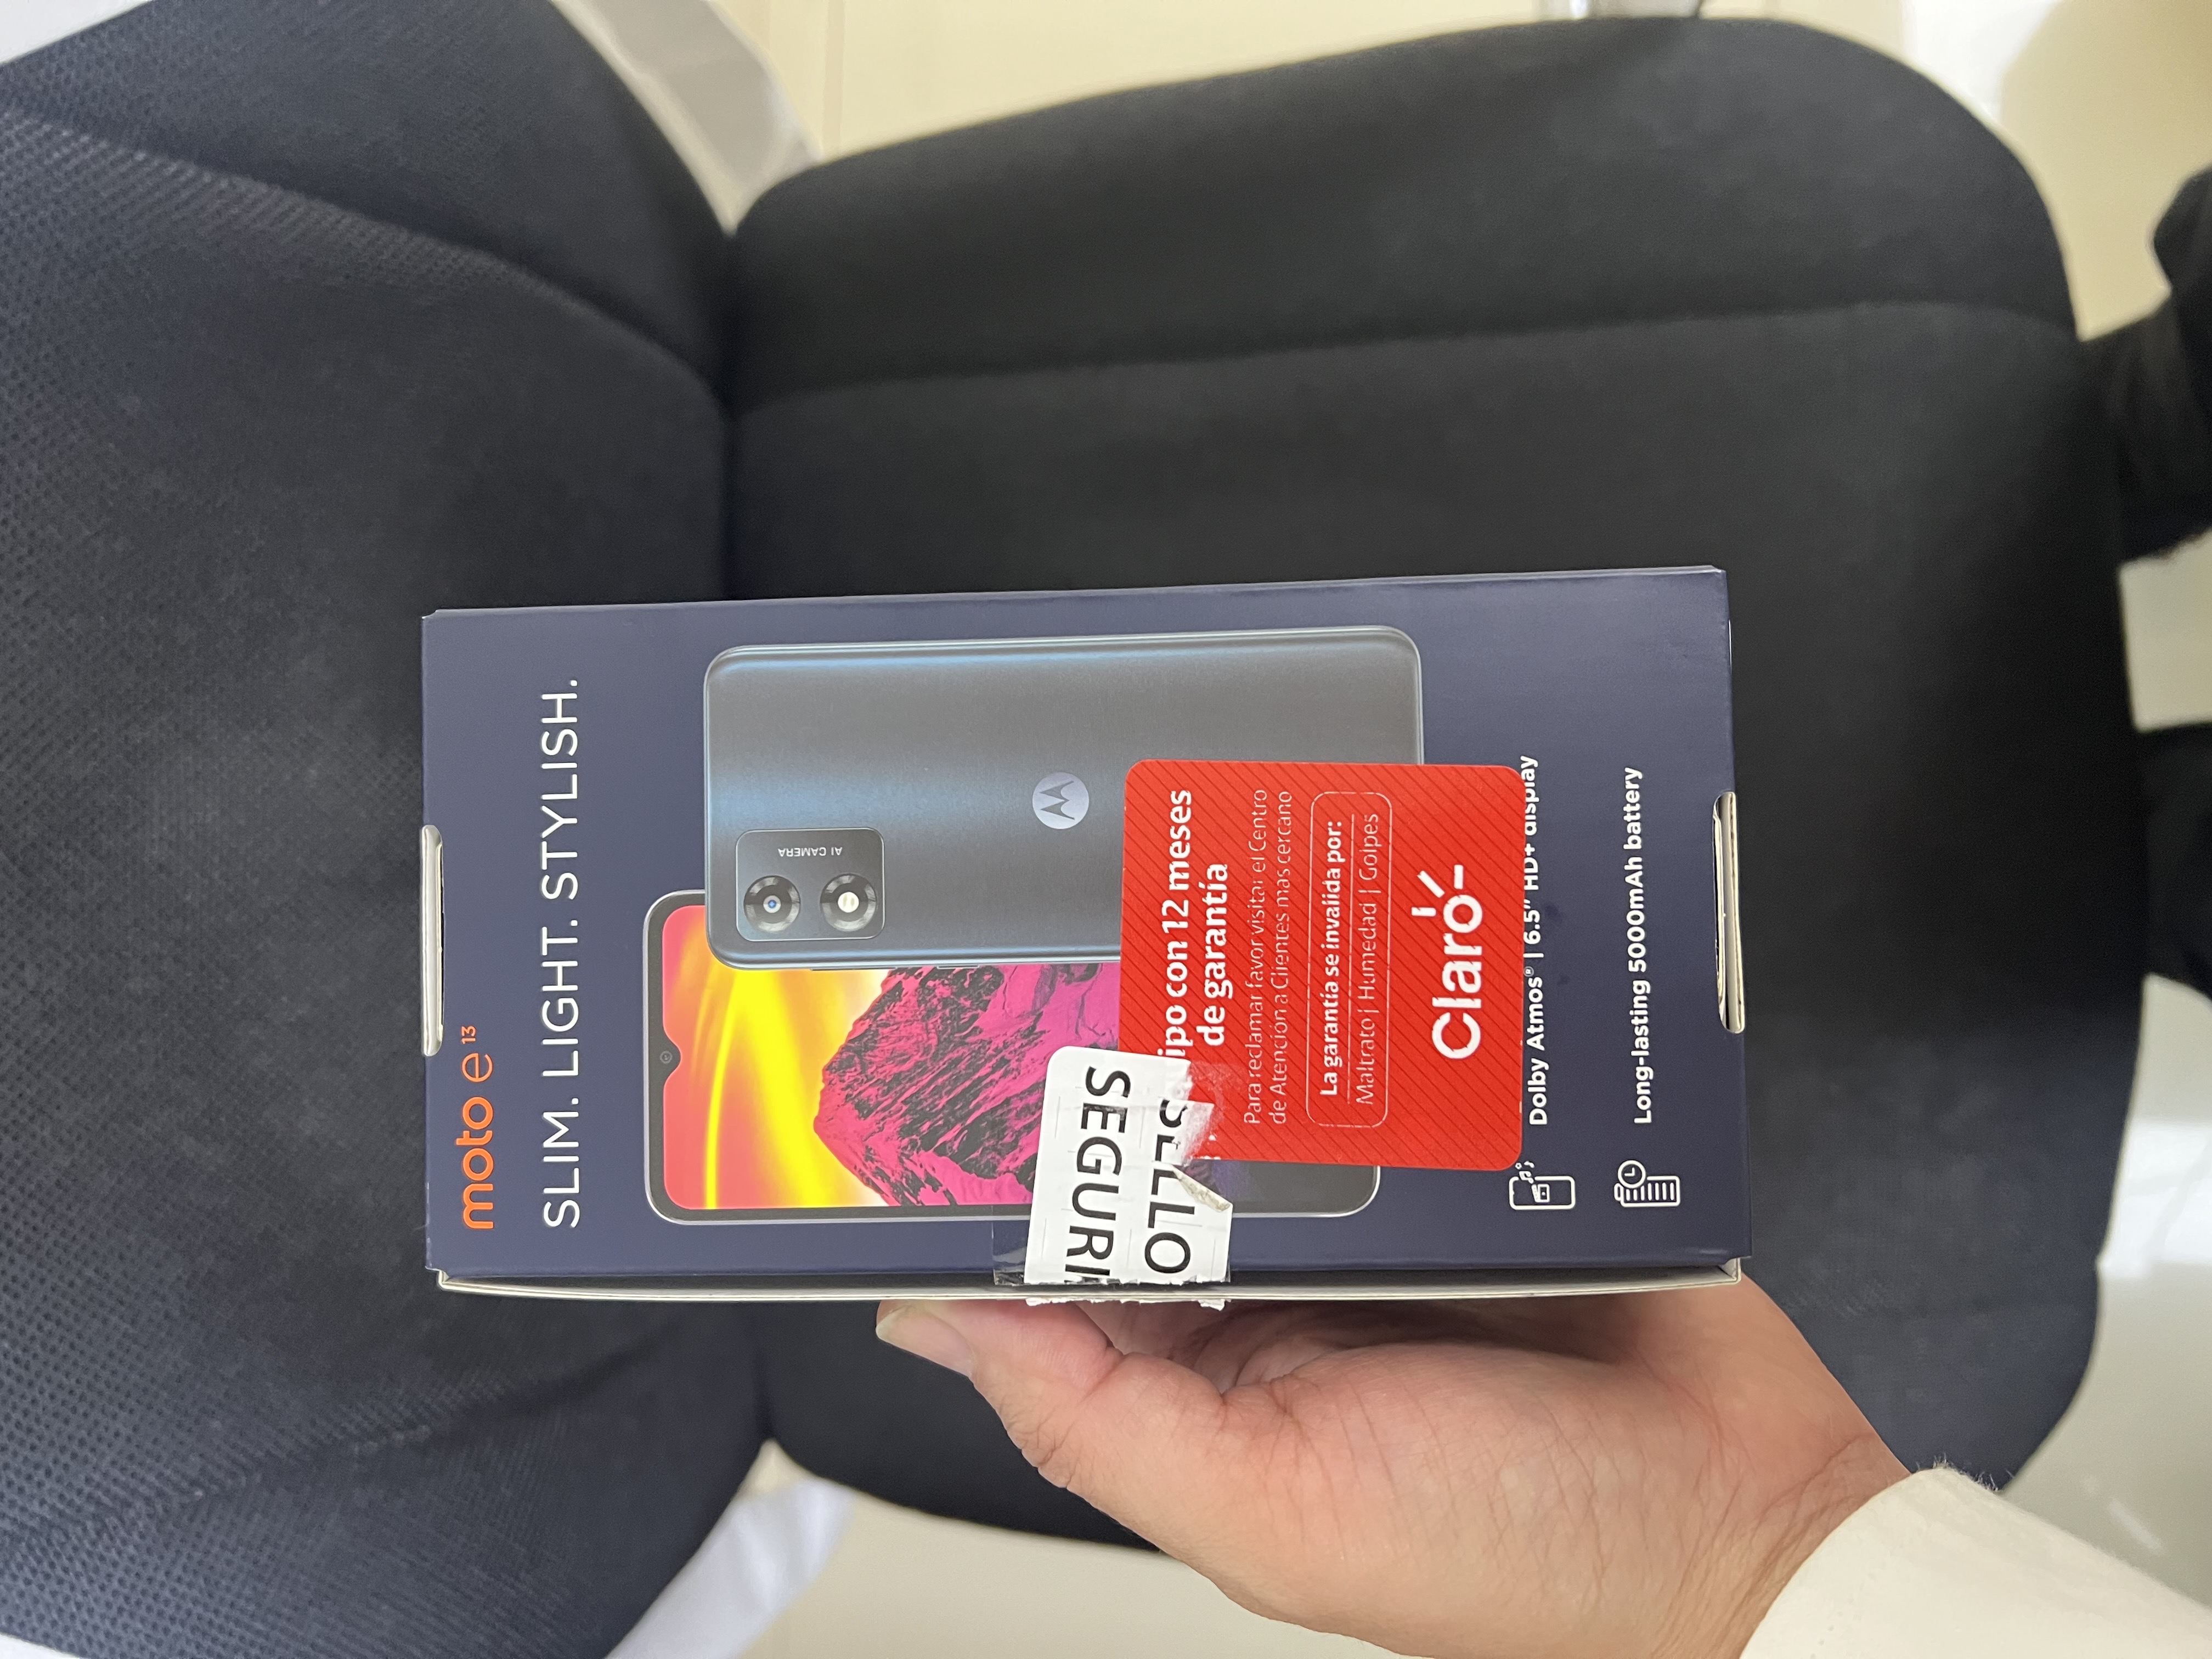 moto e13
SLIM. LIGHT. STYLISH.
AI CAMERA
ipo con 12 meses
de garantía
Para reclamar favor visitar el Centro
de Atención a Clientes mas cercano
La garantía se invalida por:
Maltrato | Humedad | Golpes
Claro
SELLO
SEGURI
Dolby Atmos® | 6.5" HD+ display
Long-lasting 5000mAh battery